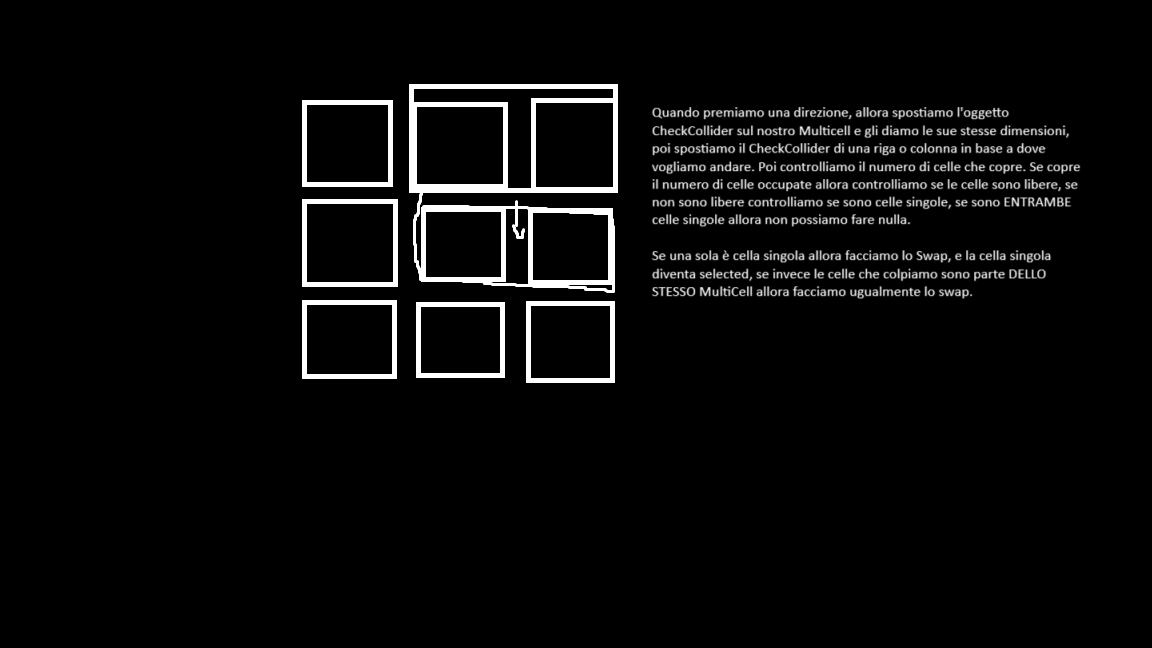 Quando premiamo una direzione, allora spostiamo l'oggetto
CheckCollider sul nostro Multicell e gli diamo le sue stesse dimensioni,
poi spostiamo il CheckCollider di una riga o colonna in base a dove
vogliamo andare. Poi controlliamo il numero di celle che copre. Se copre
il numero di celle occupate allora controlliamo se le celle sono libere, se
non sono libere controlliamo se sono celle singole, se sono ENTRAMBE
celle singole allora non possiamo fare nulla.
Se una sola è cella singola allora facciamo lo Swap, e la cella singola
diventa selected, se invece le celle che colpiamo sono parte DELLO
STESSO MultiCell allora facciamo ugualmente lo swap.